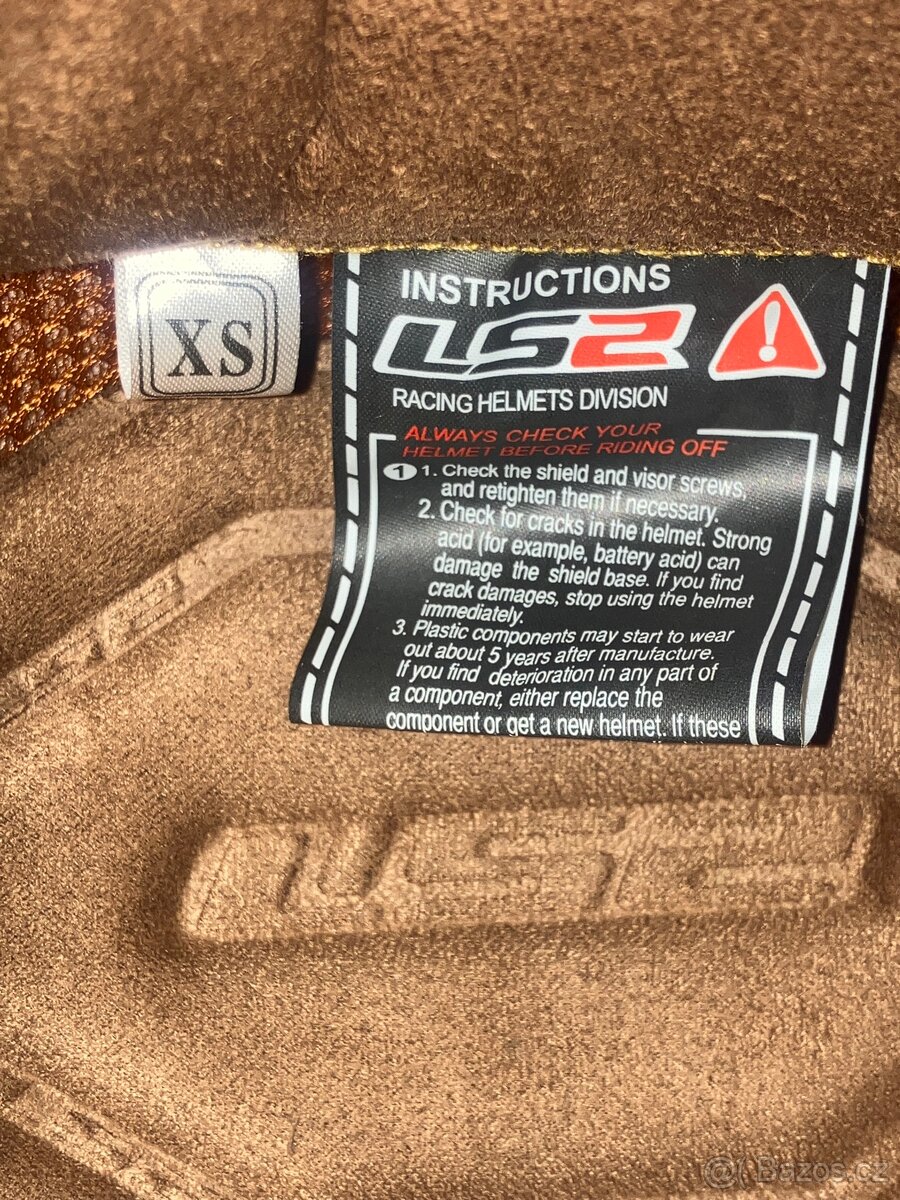 XS
INSTRUCTIONS
LS2
RACING HELMETS DIVISION
ALWAYS CHECK YOUR
HELMET BEFORE RIDING OFF
1 1. Check the shield and visor screws,
and retighten them if necessary.
2. Check for cracks in the helmet. Strong
acid (for example, battery acid) can
damage the shield base. If you find
crack damages, stop using the helmet
immediately.
3. Plastic components may start to wear
out about 5 years after manufacture.
If you find deterioration in any part of
a component, either replace the
component or get a new helmet. If these
LS2
@ Bazos.cz